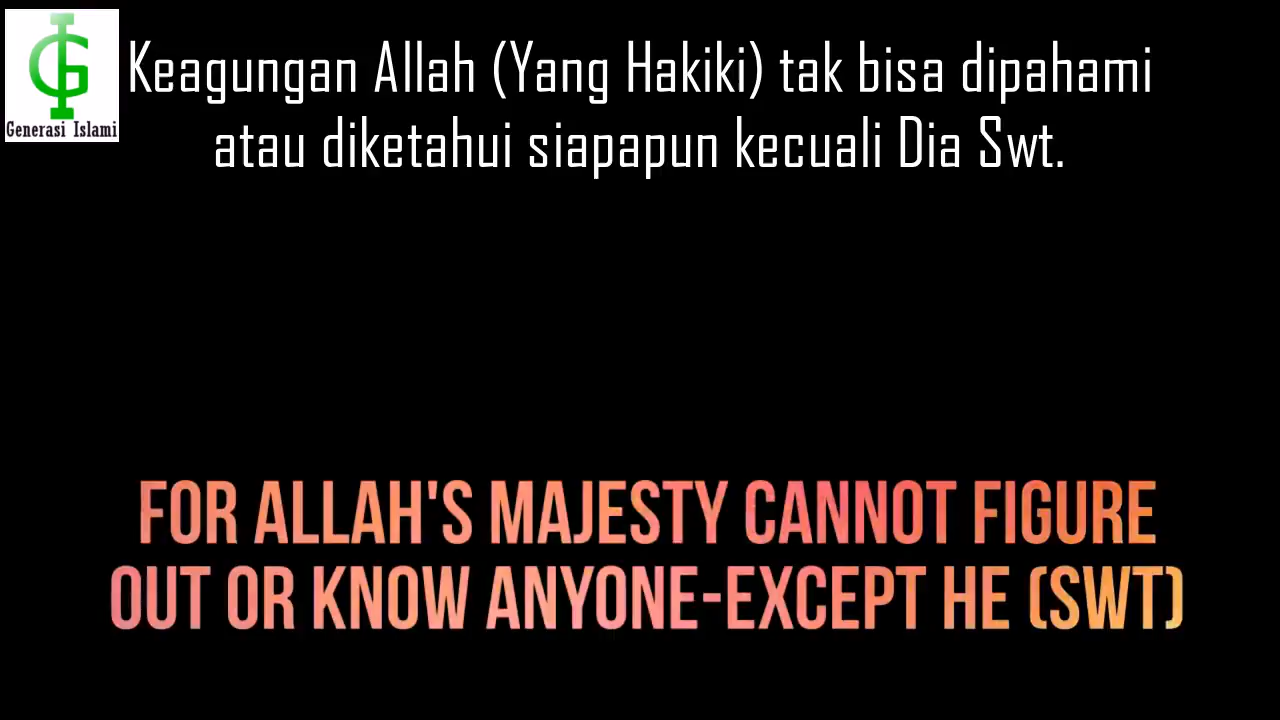 Generasi Islami
Keagungan Allah (Yang Hakiki) tak bisa dipahami
atau diketahui siapapun kecuali Dia Swt.
FOR ALLAH'S MAJESTY CANNOT FIGURE
OUT OR KNOW ANYONE-EXCEPT HE (SWT)